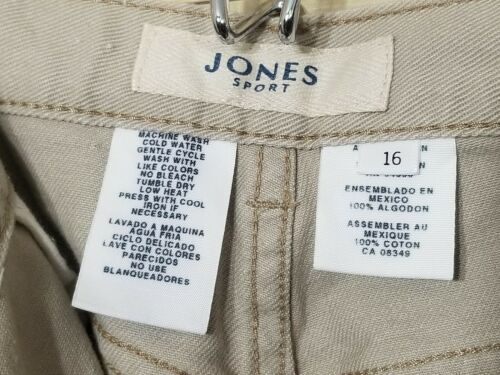 JONES
SPORT
MACHINE WASH
COLD WATER
GENTLE CYCLE
WASH WITH
LIKE COLORS
NO BLEACH
TUMBLE DRY
LOW HEAT
PRESS WITH COOL
IRON IF
NECESSARY
LAVADO A MAQUINA
AGUA FRIA
CICLO DELICADO
LAVE CON COLORES
PARECIDOS
NO USE
BLANQUEADORES
16
ENSEMBLADO EN
MEXICO
100% ALGODON
ASSEMBLER AU
MEXIQUE
100% COTON
CA 08349